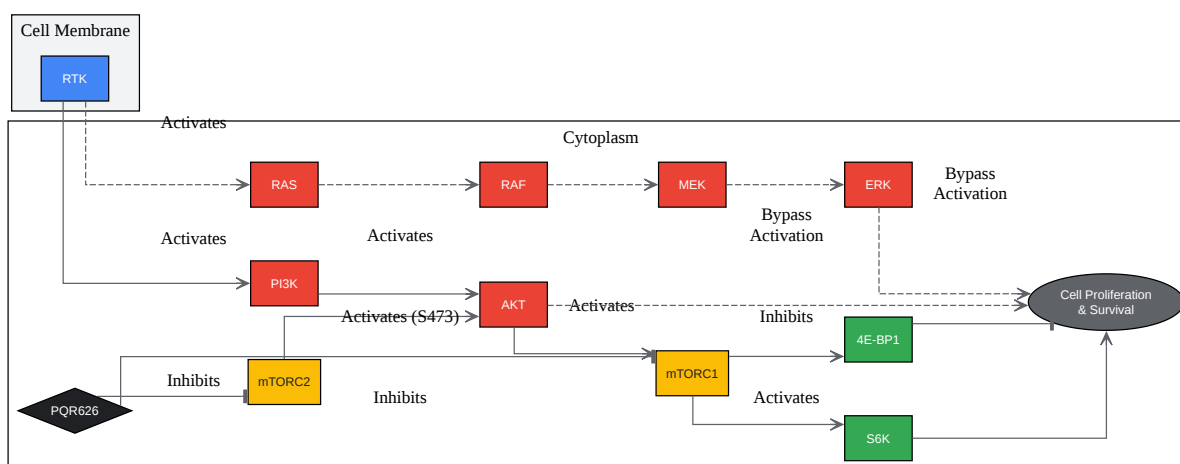 Cell Membrane
RTK
Activates
Cytoplasm
RAS
RAF
MEK
ERK
Bypass
Activation
Bypass
Activation
Activates
Activates
PI3K
AKT
Cell Proliferation
& Survival
Activates (S473)
Activates
Inhibits
4E-BP1
mTORC2
mTORC1
Inhibits
Inhibits
Activates
PQR626
S6K